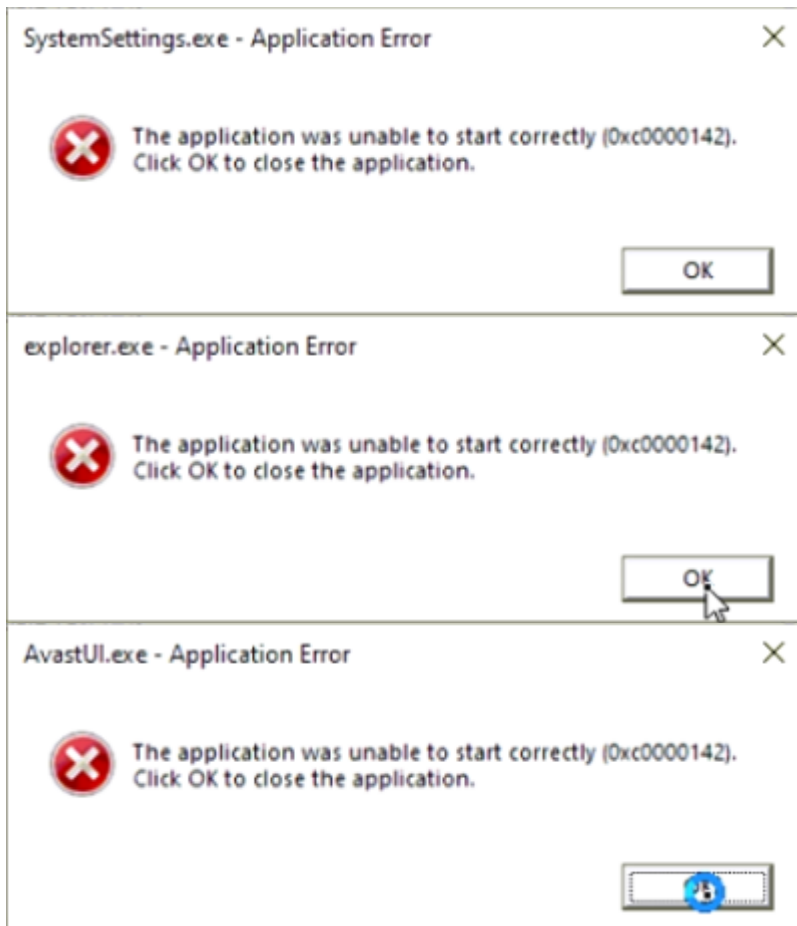 SystemSettings.exe - Application Error
The application was unable to start correctly (0xc0000142).
Click OK to close the application.
OK
explorer.exe - Application Error
The application was unable to start correctly (0xc0000142).
Click OK to close the application.
OK
AvastUI.exe - Application Error
The application was unable to start correctly (0xc0000142).
Click OK to close the application.